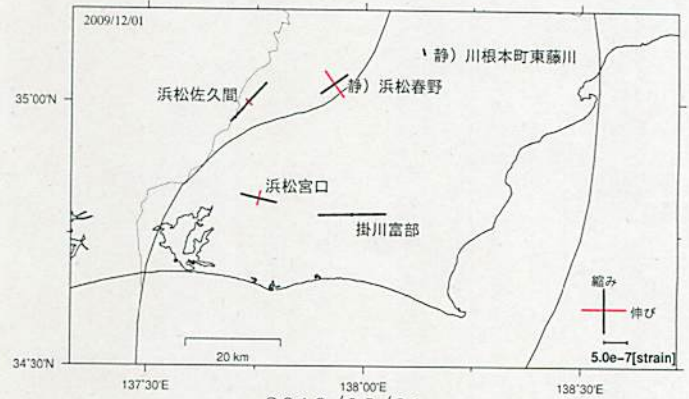 2009/12/01
静）川根本町東藤川
浜松佐久間
静）浜松春野
35°00'N
浜松宮口
掛川富部
縮み
伸び
20 km
5.0e-7[strain]
34°30'N
137°30'E
138°00'E
138°30'E